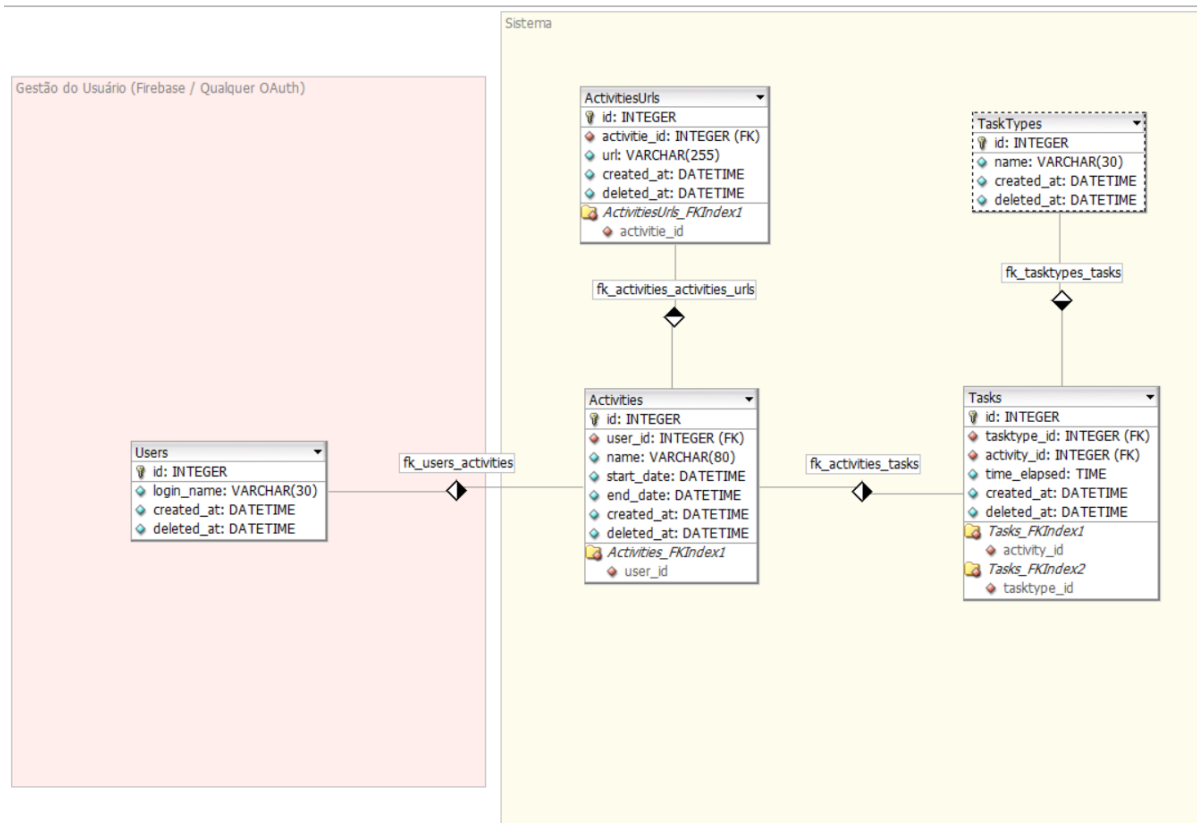 Sistema
Gestão do Usuário (Firebase / Qualquer OAuth)
ActivitiesUrls
id: INTEGER
activitie_id: INTEGER (FK)
url: VARCHAR(255)
created_at: DATETIME
deleted_at: DATETIME
ActivitiesUrls_FKIndex1
activitie_id
TaskTypes
id: INTEGER
name: VARCHAR(30)
created_at: DATETIME
deleted_at: DATETIME
fk_activities_activities_urls
fk_tasktypes_tasks
Users
id: INTEGER
login_name: VARCHAR(30)
created_at: DATETIME
deleted_at: DATETIME
fk_users_activities
Activities
id: INTEGER
user_id: INTEGER (FK)
name: VARCHAR(80)
start_date: DATETIME
end_date: DATETIME
created_at: DATETIME
deleted_at: DATETIME
Activities_FKIndex1
user_id
fk_activities_tasks
Tasks
id: INTEGER
tasktype_id: INTEGER (FK)
activity_id: INTEGER (FK)
time_elapsed: TIME
created_at: DATETIME
deleted_at: DATETIME
Tasks_FKIndex1
activity_id
Tasks_FKIndex2
tasktype_id